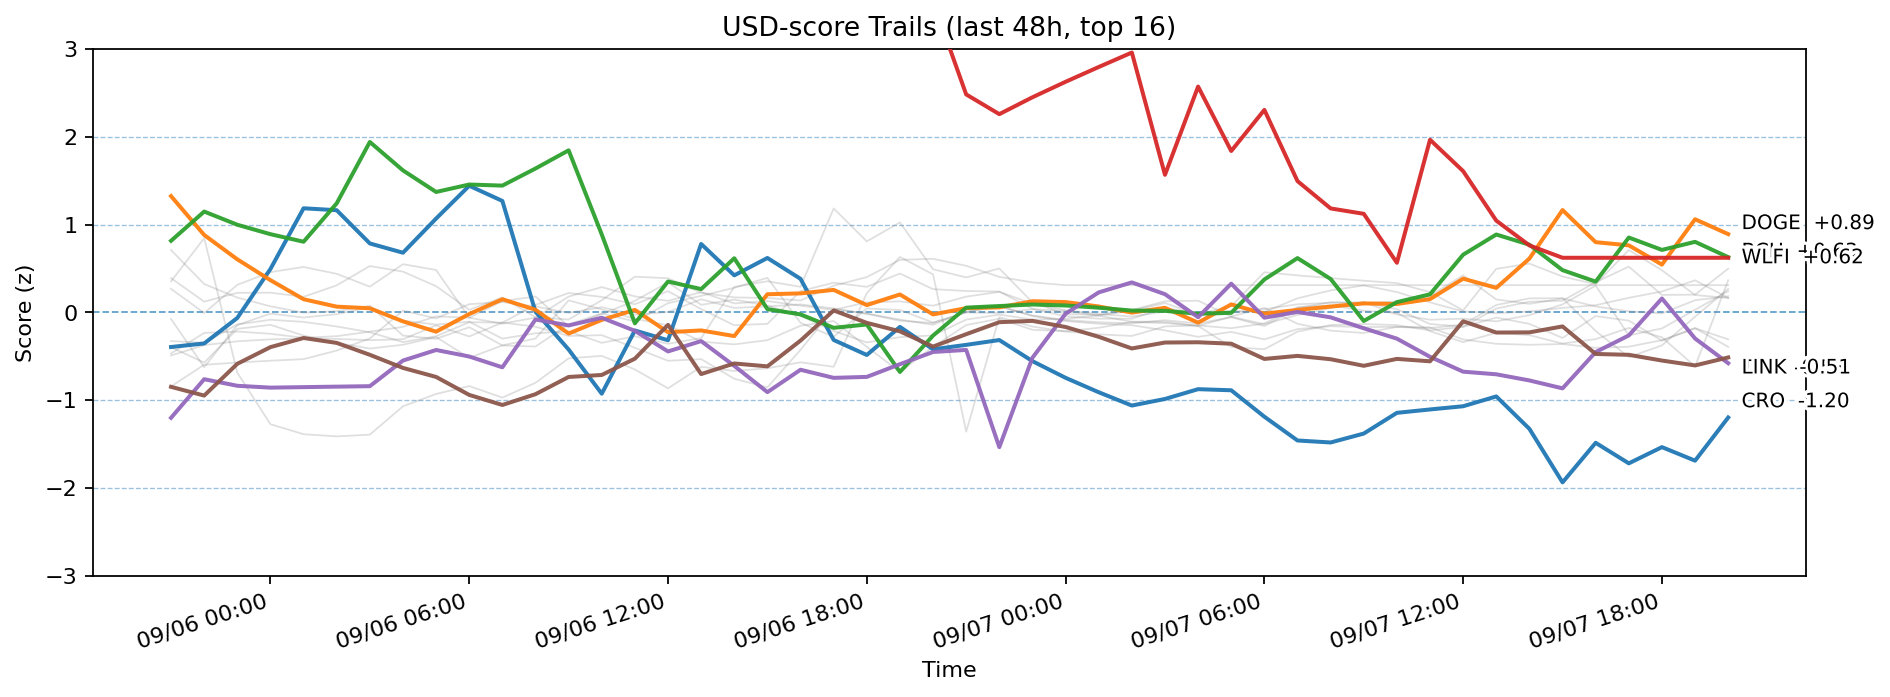 USD-score Trails (last 48h, top 16)
Score (z)
3
2
1
0
−1
−2
−3
DOGE +0.89
WLFI +0.62
LINK -0.51
CRO -1.20
09/06 00:00
09/06 06:00
09/06 12:00
09/06 18:00
09/07 00:00
09/07 06:00
09/07 12:00
09/07 18:00
Time